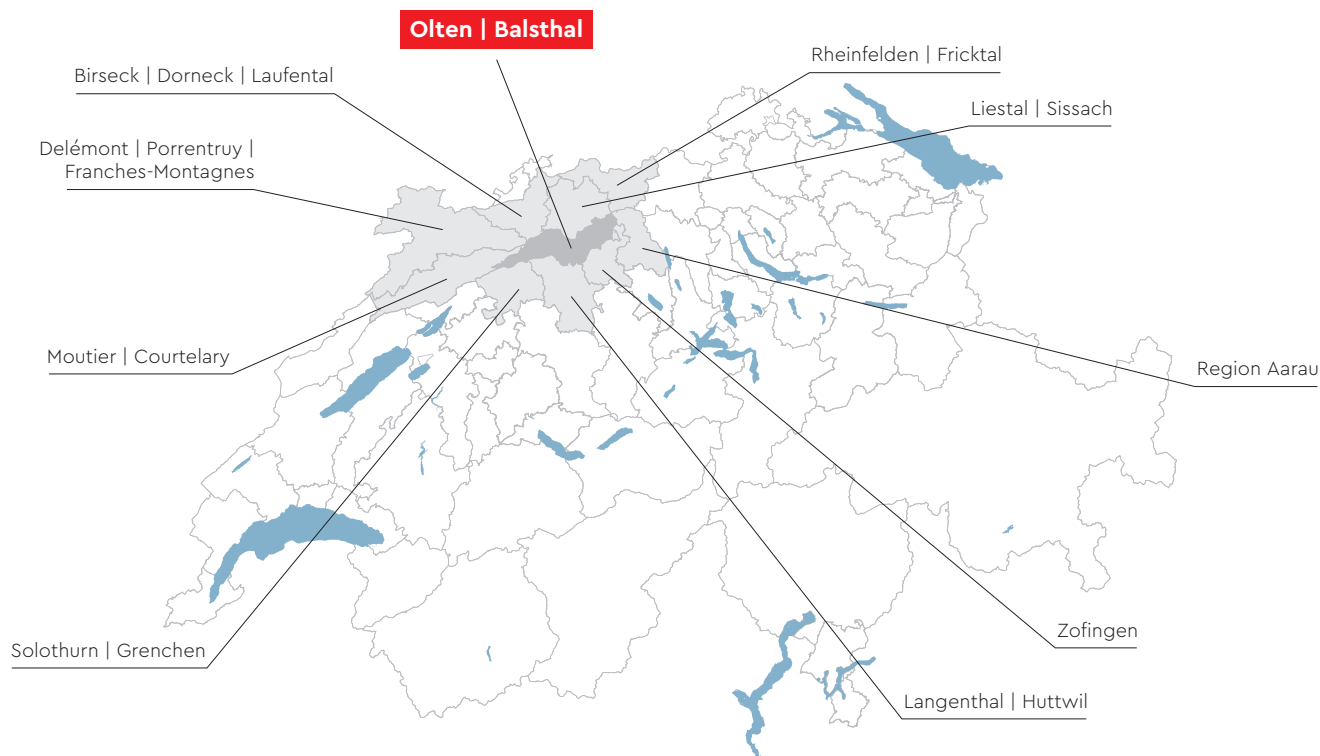 Olten | Balsthal
Rheinfelden | Fricktal
Birseck | Dorneck | Laufental
Liestal | Sissach
Delémont | Porrentruy |
Franches-Montagnes
Moutier | Courtelary
Region Aarau
Zofingen
Solothurn | Grenchen
Langenthal | Huttwil